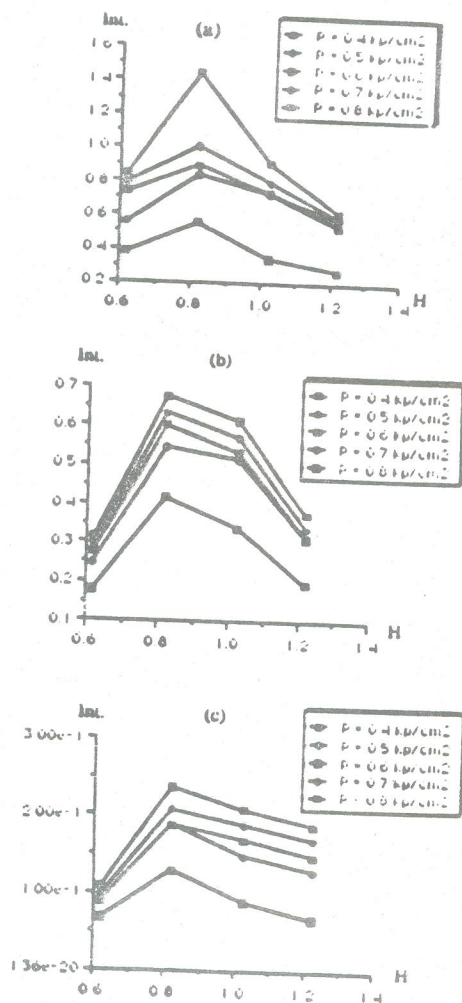 Int.
(a)
P = 0.4 kp/cm2
P = 0.5 kp/cm2
P = 0.6 kp/cm2
P = 0.7 kp/cm2
P = 0.8 kp/cm2
1.6
1.4
1.2
1.0
0.8
0.6
0.4
0.2
0.6 0.8 1.0 1.2 1.4
H
Int.
(b)
P = 0.4 kp/cm2
P = 0.5 kp/cm2
P = 0.6 kp/cm2
P = 0.7 kp/cm2
P = 0.8 kp/cm2
0.7
0.6
0.5
0.4
0.3
0.2
0.1
0.6 0.8 1.0 1.2 1.4
H
Int.
(c)
P = 0.4 kp/cm2
P = 0.5 kp/cm2
P = 0.6 kp/cm2
P = 0.7 kp/cm2
P = 0.8 kp/cm2
3.00e-1
2.00e-1
1.00e-1
1.36e-20
0.6 0.8 1.0 1.2 1.4
H